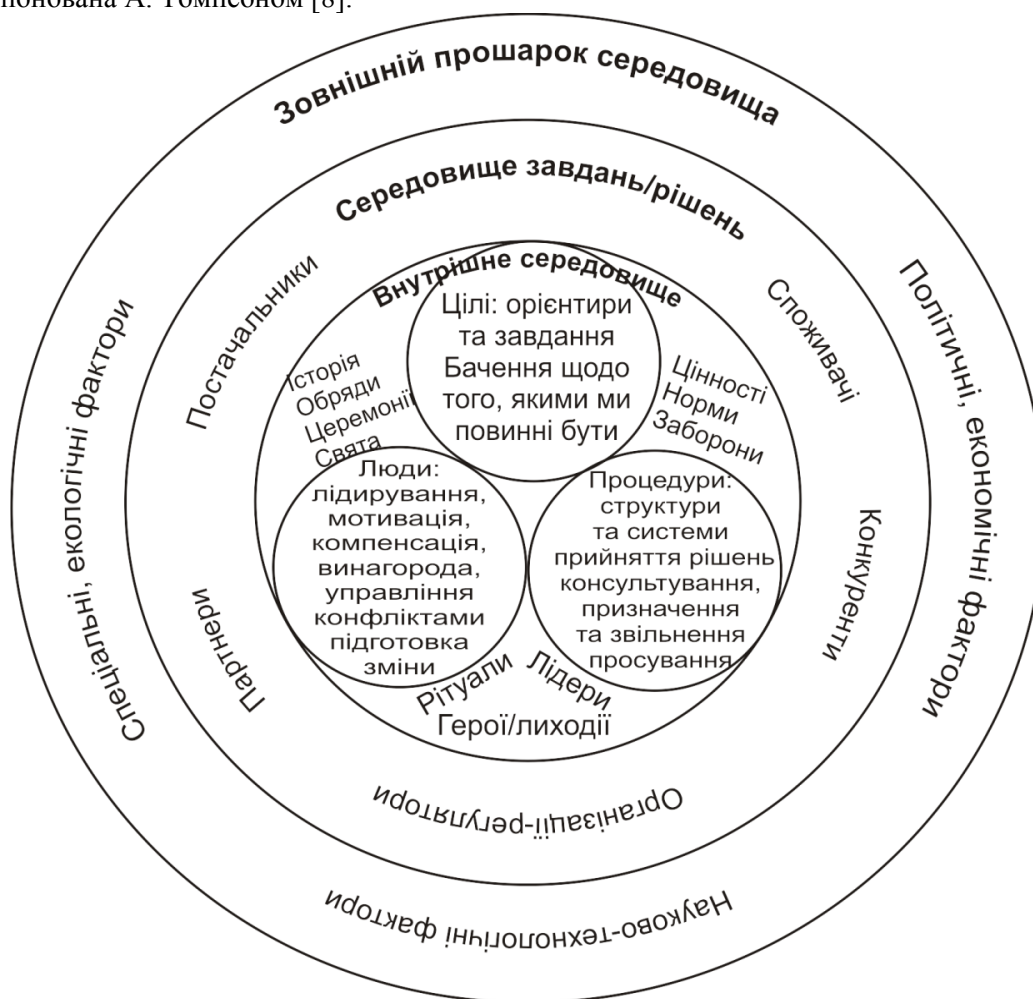 А. Томпсоном [8].
Зовнішній прошарок середовища
Середовище завдань/рішень
Внутрішнє середовище
Цілі: орієнтири
та завдання
Бачення щодо
того, якими ми
повинні бути
Постачальники
Споживачі
Спеціальні, екологічні фактори
Політичні, економічні фактори
Історія
Обряди
Церемонії
Свята
Цінності
Норми
Заборони
Люди:
лідирування,
мотивація,
компенсація,
винагорода,
управління
конфліктами
підготовка
зміни
Процедури:
структури
та системи
прийняття рішень
консультування,
призначення
та звільнення
просування
Партнери
Конкуренти
Рітуали
Лідери
Герої/лиходії
Організації-регулятори
Науково-технологічні фактори